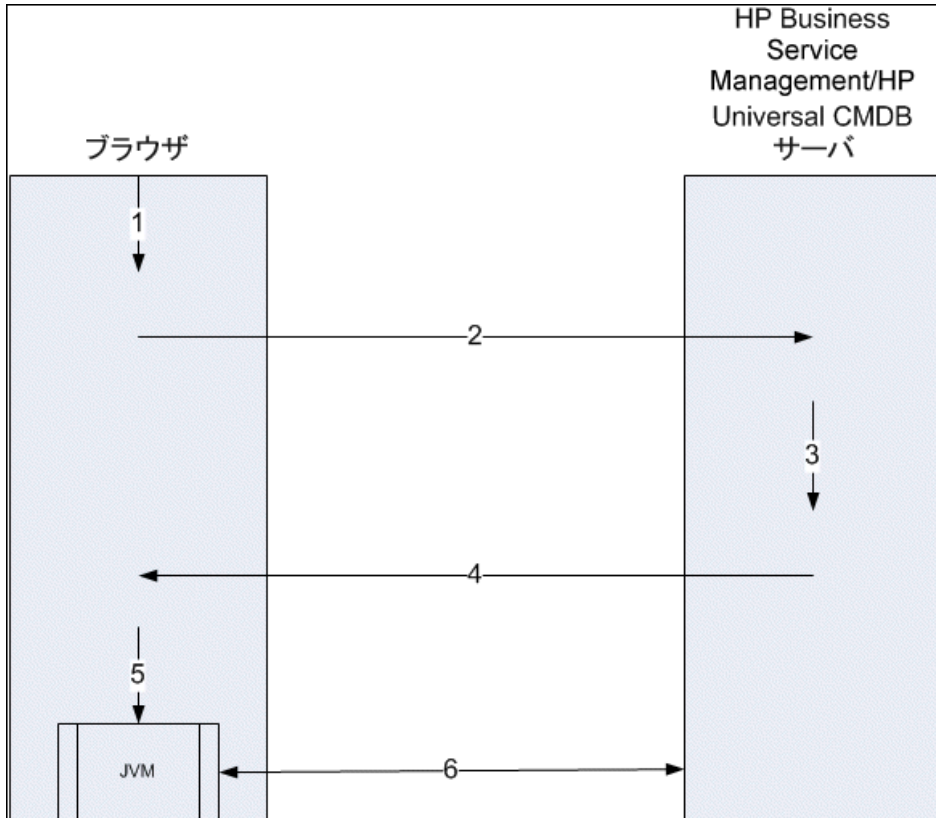 HP Business
Service
Management/HP
Universal CMDB
サーバ
ブラウザ
1
2
3
4
5
JVM
6